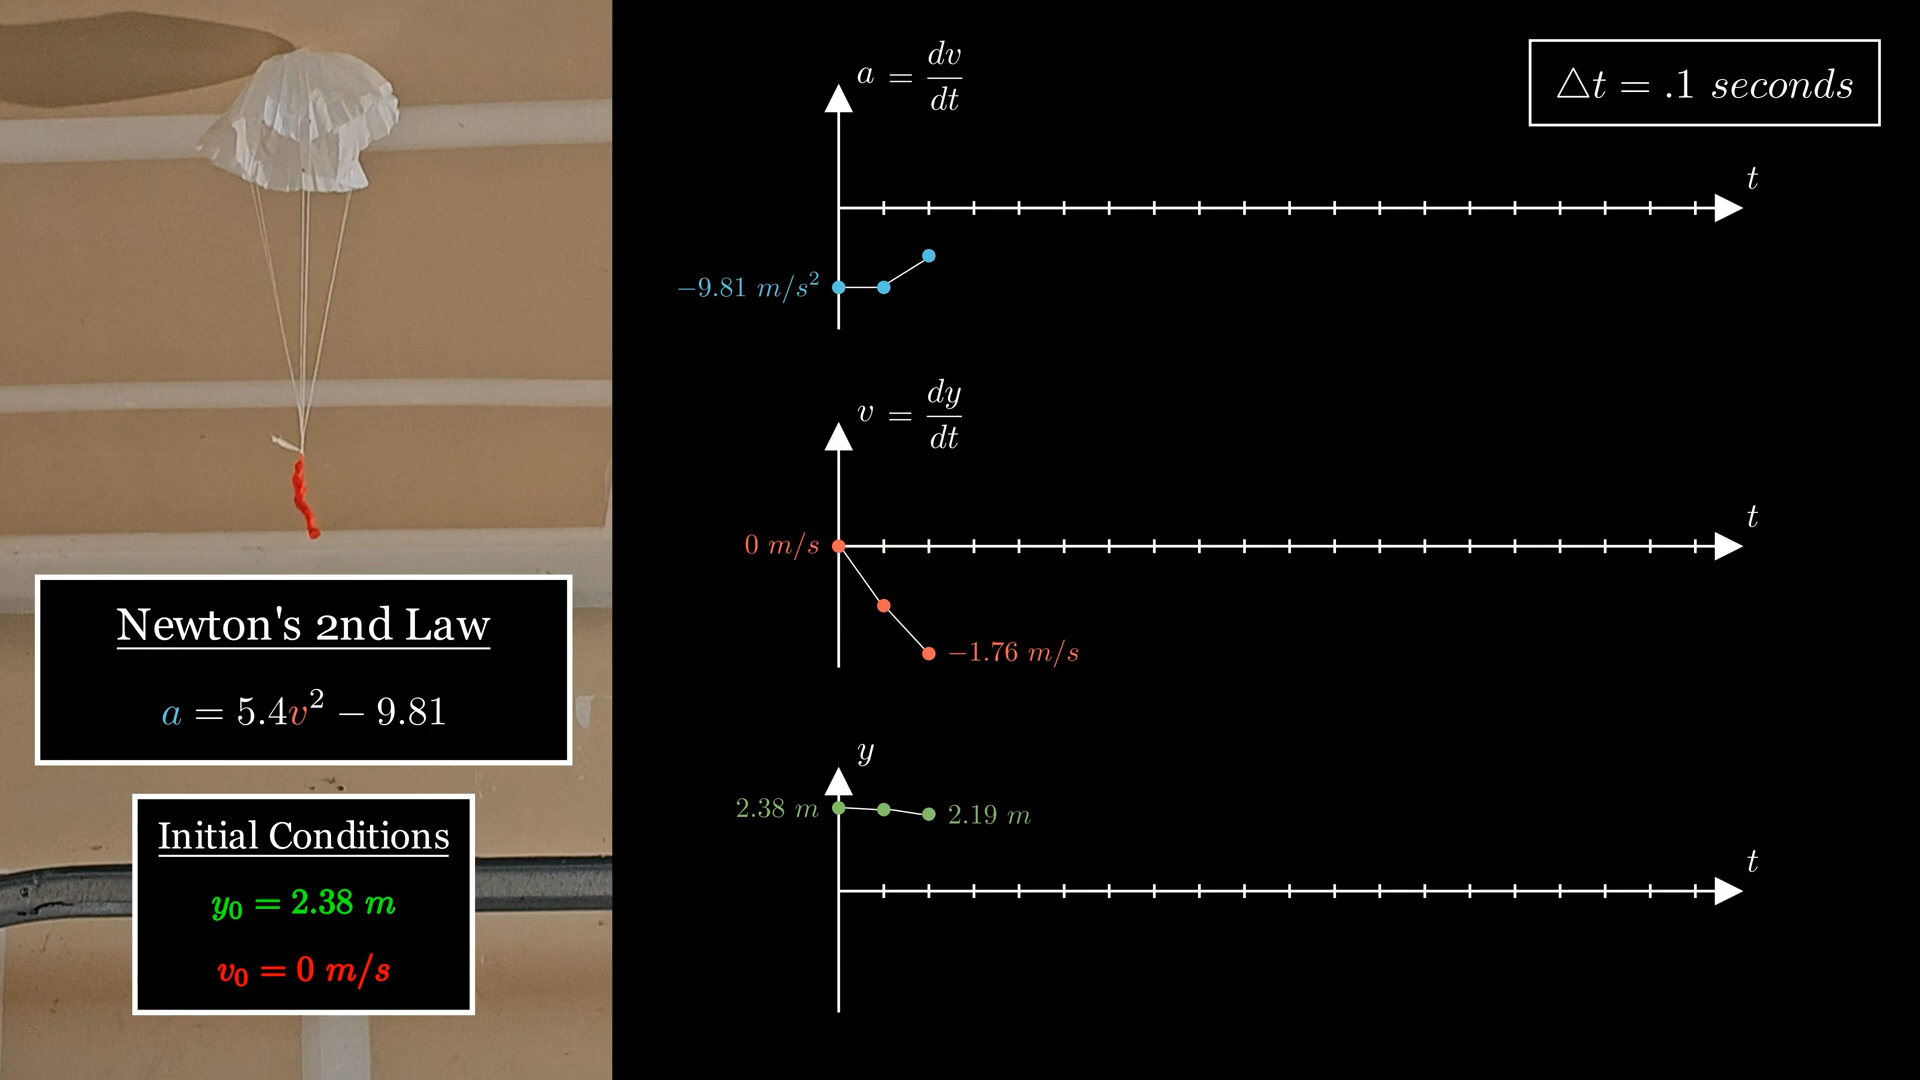 Newton's 2nd Law
a = 5.4v² − 9.81
Initial Conditions
y₀ = 2.38 m
v₀ = 0 m/s
a = dv/dt
△t = .1 seconds
t
−9.81 m/s²
v = dy/dt
t
0 m/s
−1.76 m/s
y
2.38 m
2.19 m
t